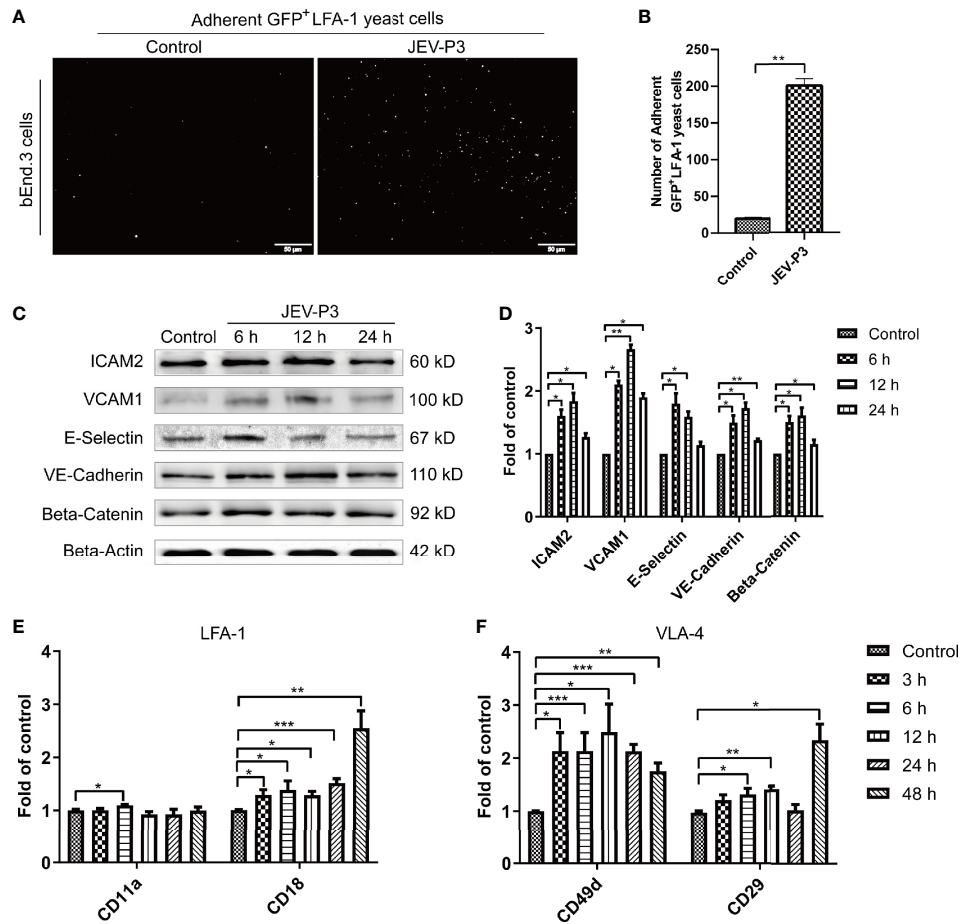 A
Adherent GFP⁺LFA-1 yeast cells
Control JEV-P3
bEnd.3 cells
50 µm 50 µm
B
Number of Adherent
GFP⁺LFA-1 yeast cells
250
200
150
100
50
0
**
Control JEV-P3
C
JEV-P3
Control 6 h 12 h 24 h
ICAM2 60 kD
VCAM1 100 kD
E-Selectin 67 kD
VE-Cadherin 110 kD
Beta-Catenin 92 kD
Beta-Actin 42 kD
D
Fold of control
3
2
1
0
* * *
* ** *
* *
* * **
* * *
ICAM2 VCAM1 E-Selectin VE-Cadherin Beta-Catenin
Control
6 h
12 h
24 h
E
LFA-1
Fold of control
4
3
2
1
0
*
**
***
*
*
*
CD11a CD18
F
VLA-4
Fold of control
4
3
2
1
0
**
***
*
***
*
*
**
*
CD49d CD29
Control
3 h
6 h
12 h
24 h
48 h